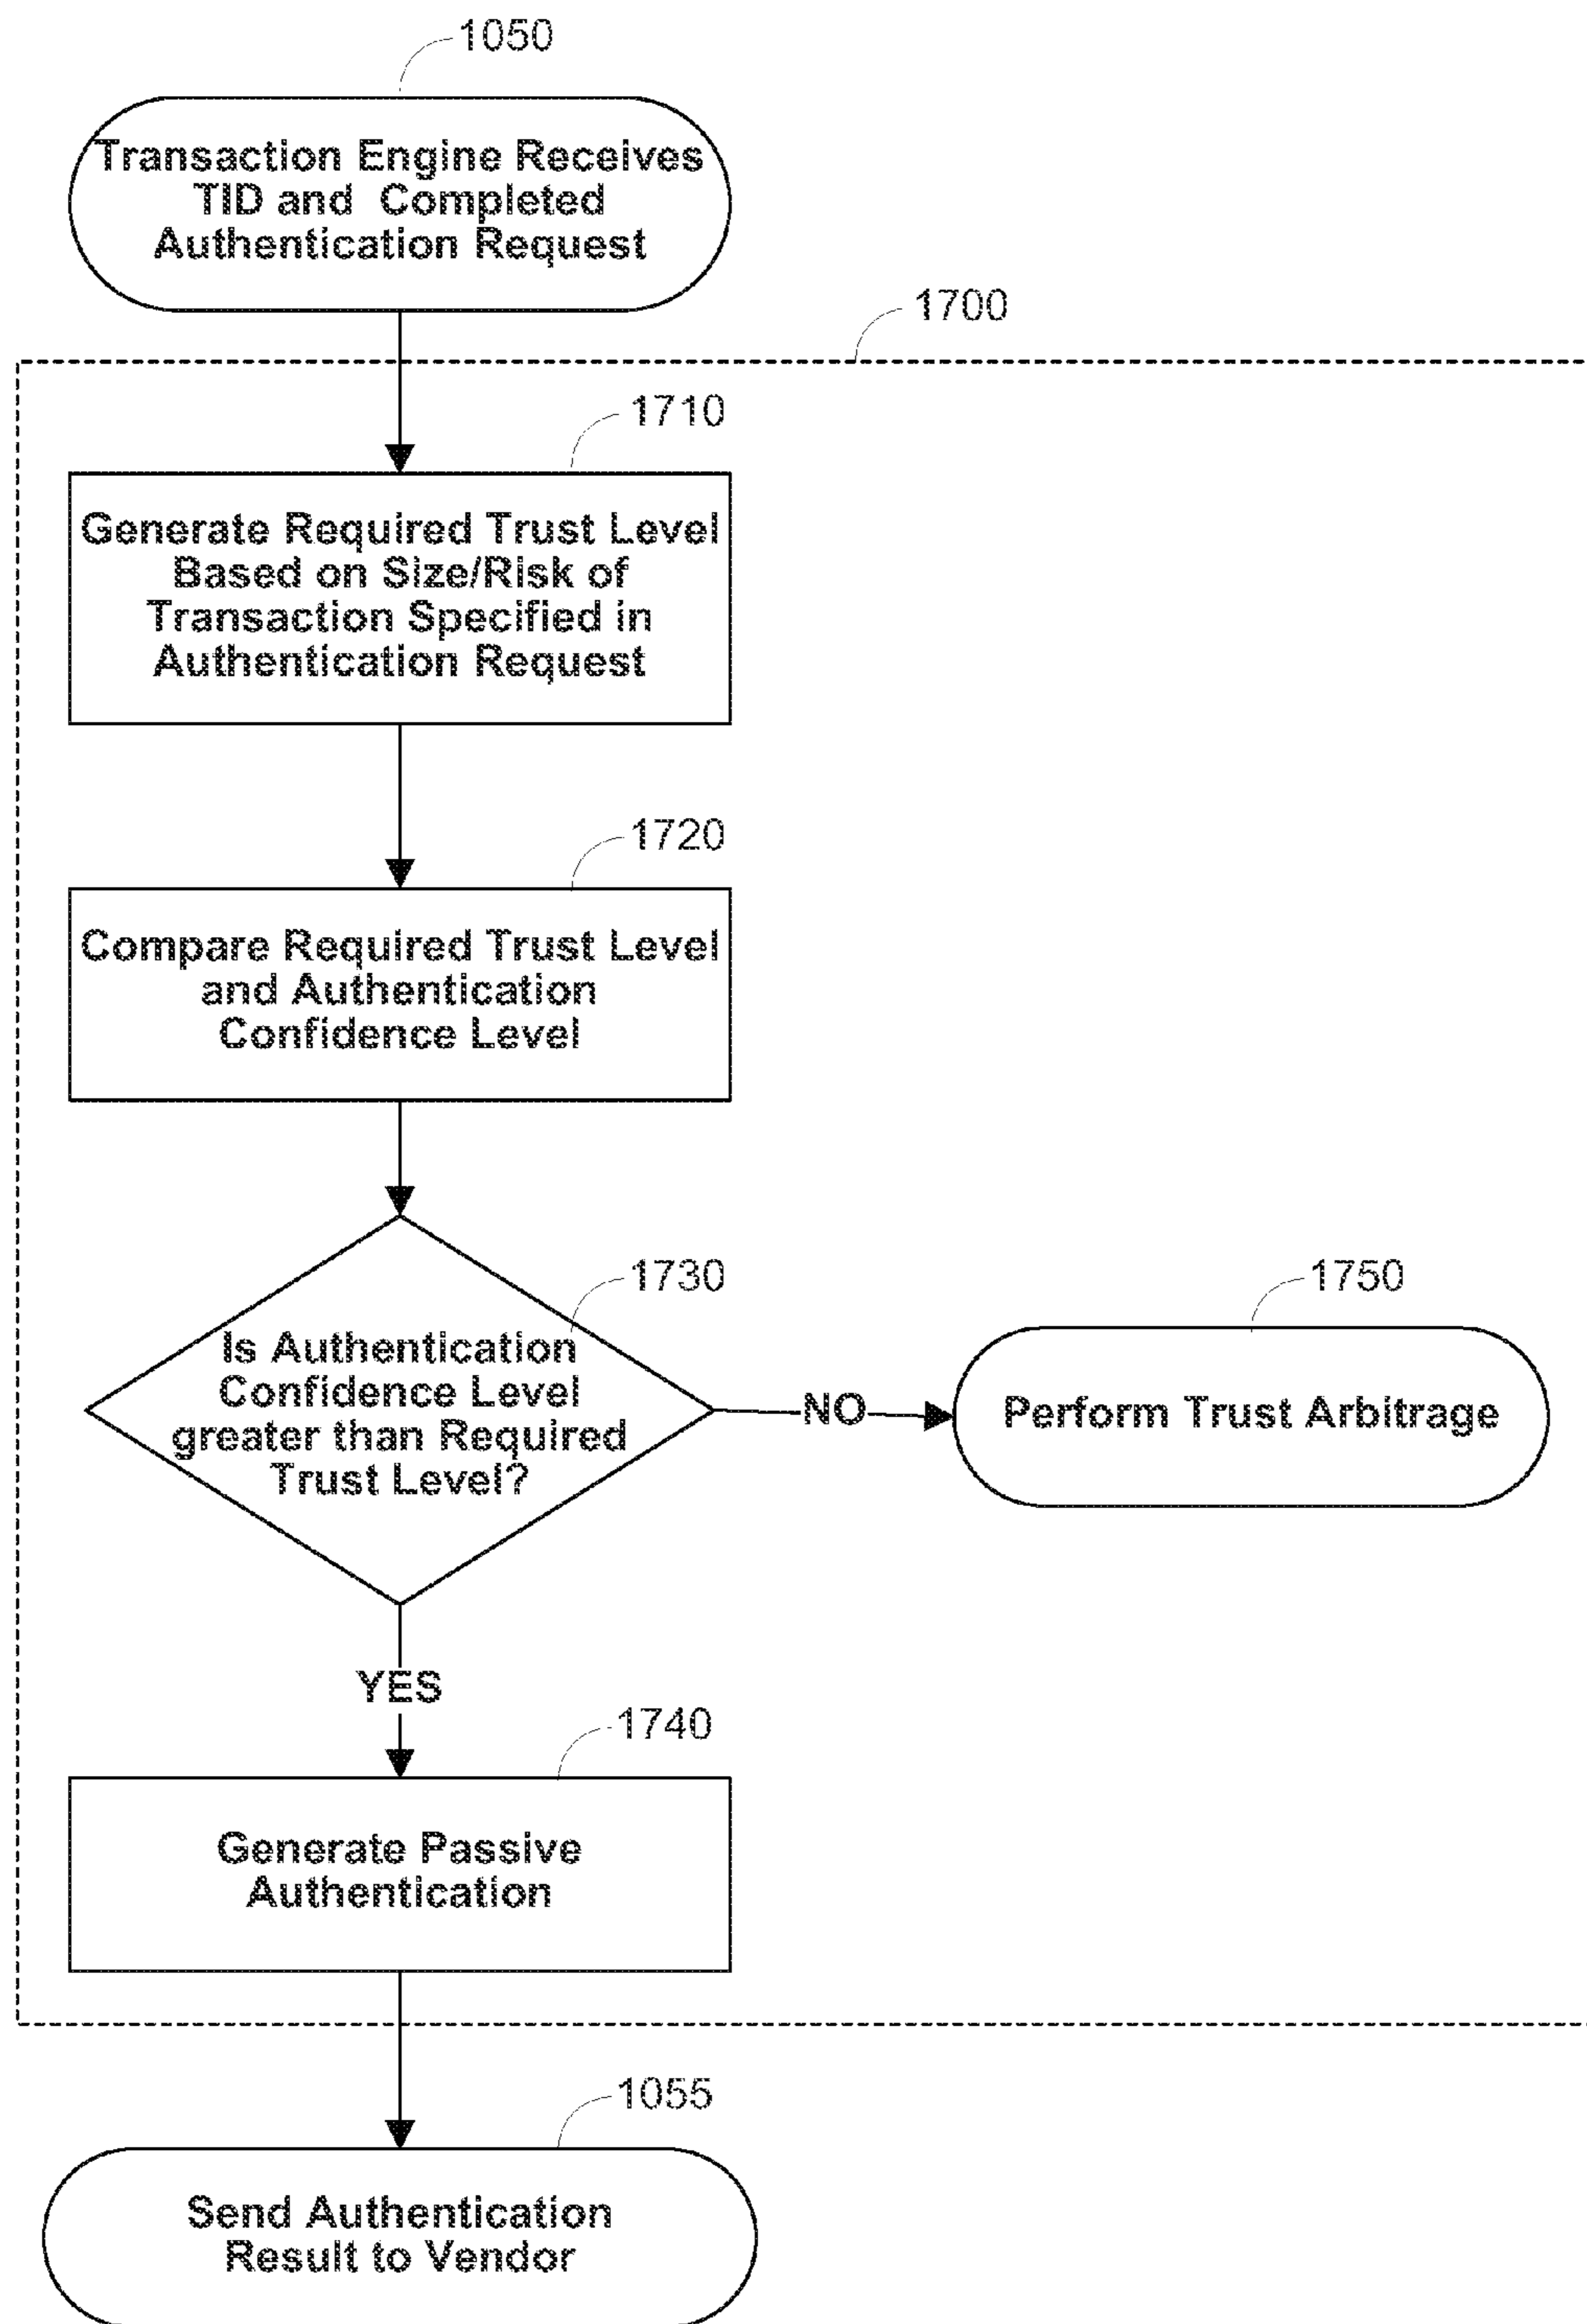 1050
Transaction Engine Receives
TID and Completed
Authentication Request
1700
1710
Generate Required Trust Level
Based on Size/Risk of
Transaction Specified in
Authentication Request
1720
Compare Required Trust Level
and Authentication
Confidence Level
1730
Is Authentication
Confidence Level
greater than Required
Trust Level?
NO
1750
Perform Trust Arbitrage
YES
1740
Generate Passive
Authentication
1055
Send Authentication
Result to Vendor